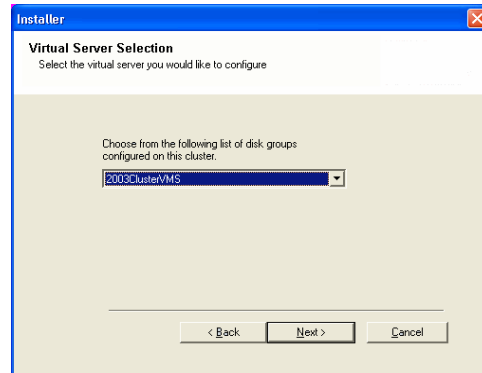 Installer
Virtual Server Selection
Select the virtual server you would like to configure
Choose from the following list of disk groups
configured on this cluster.
2003ClusterVMS
< Back
Next >
Cancel